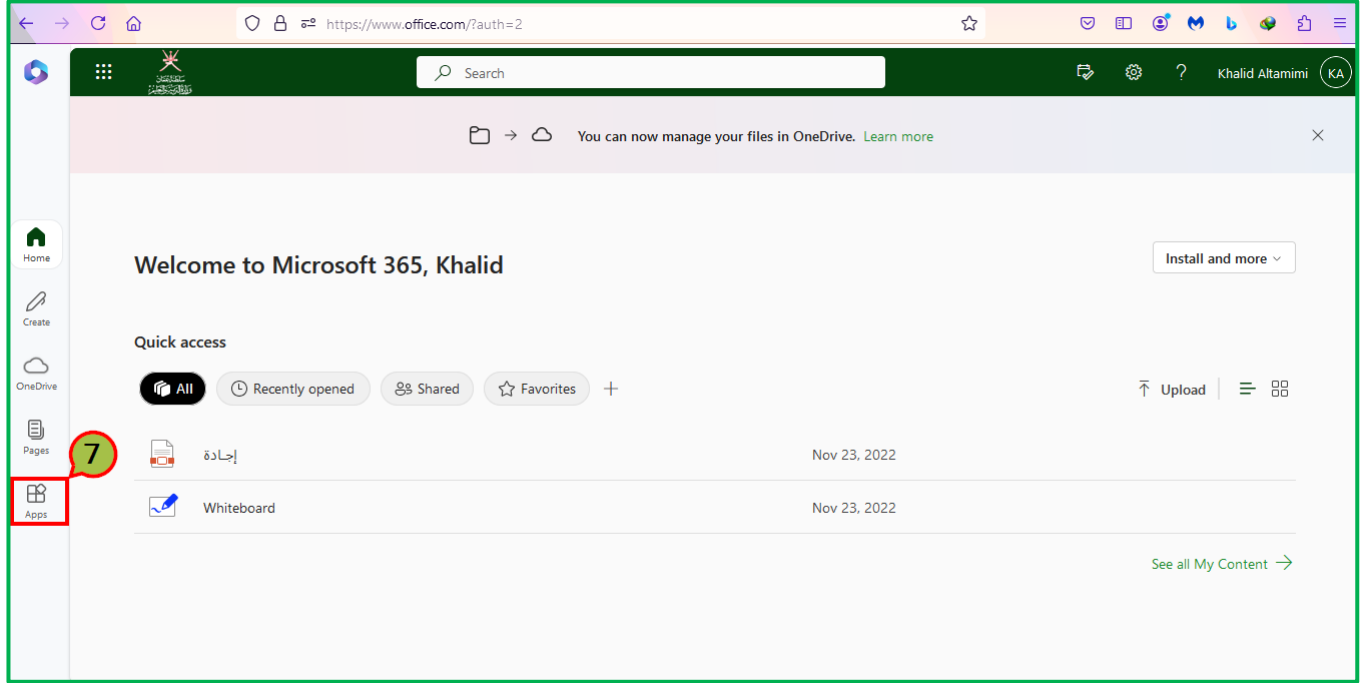 https://www.office.com/?auth=2
Search
Khalid Altamimi
KA
You can now manage your files in OneDrive. Learn more
Home
Create
OneDrive
Pages
Apps
7
Welcome to Microsoft 365, Khalid
Install and more
Quick access
All
Recently opened
Shared
Favorites
Upload
إجـادة
Nov 23, 2022
Whiteboard
Nov 23, 2022
See all My Content